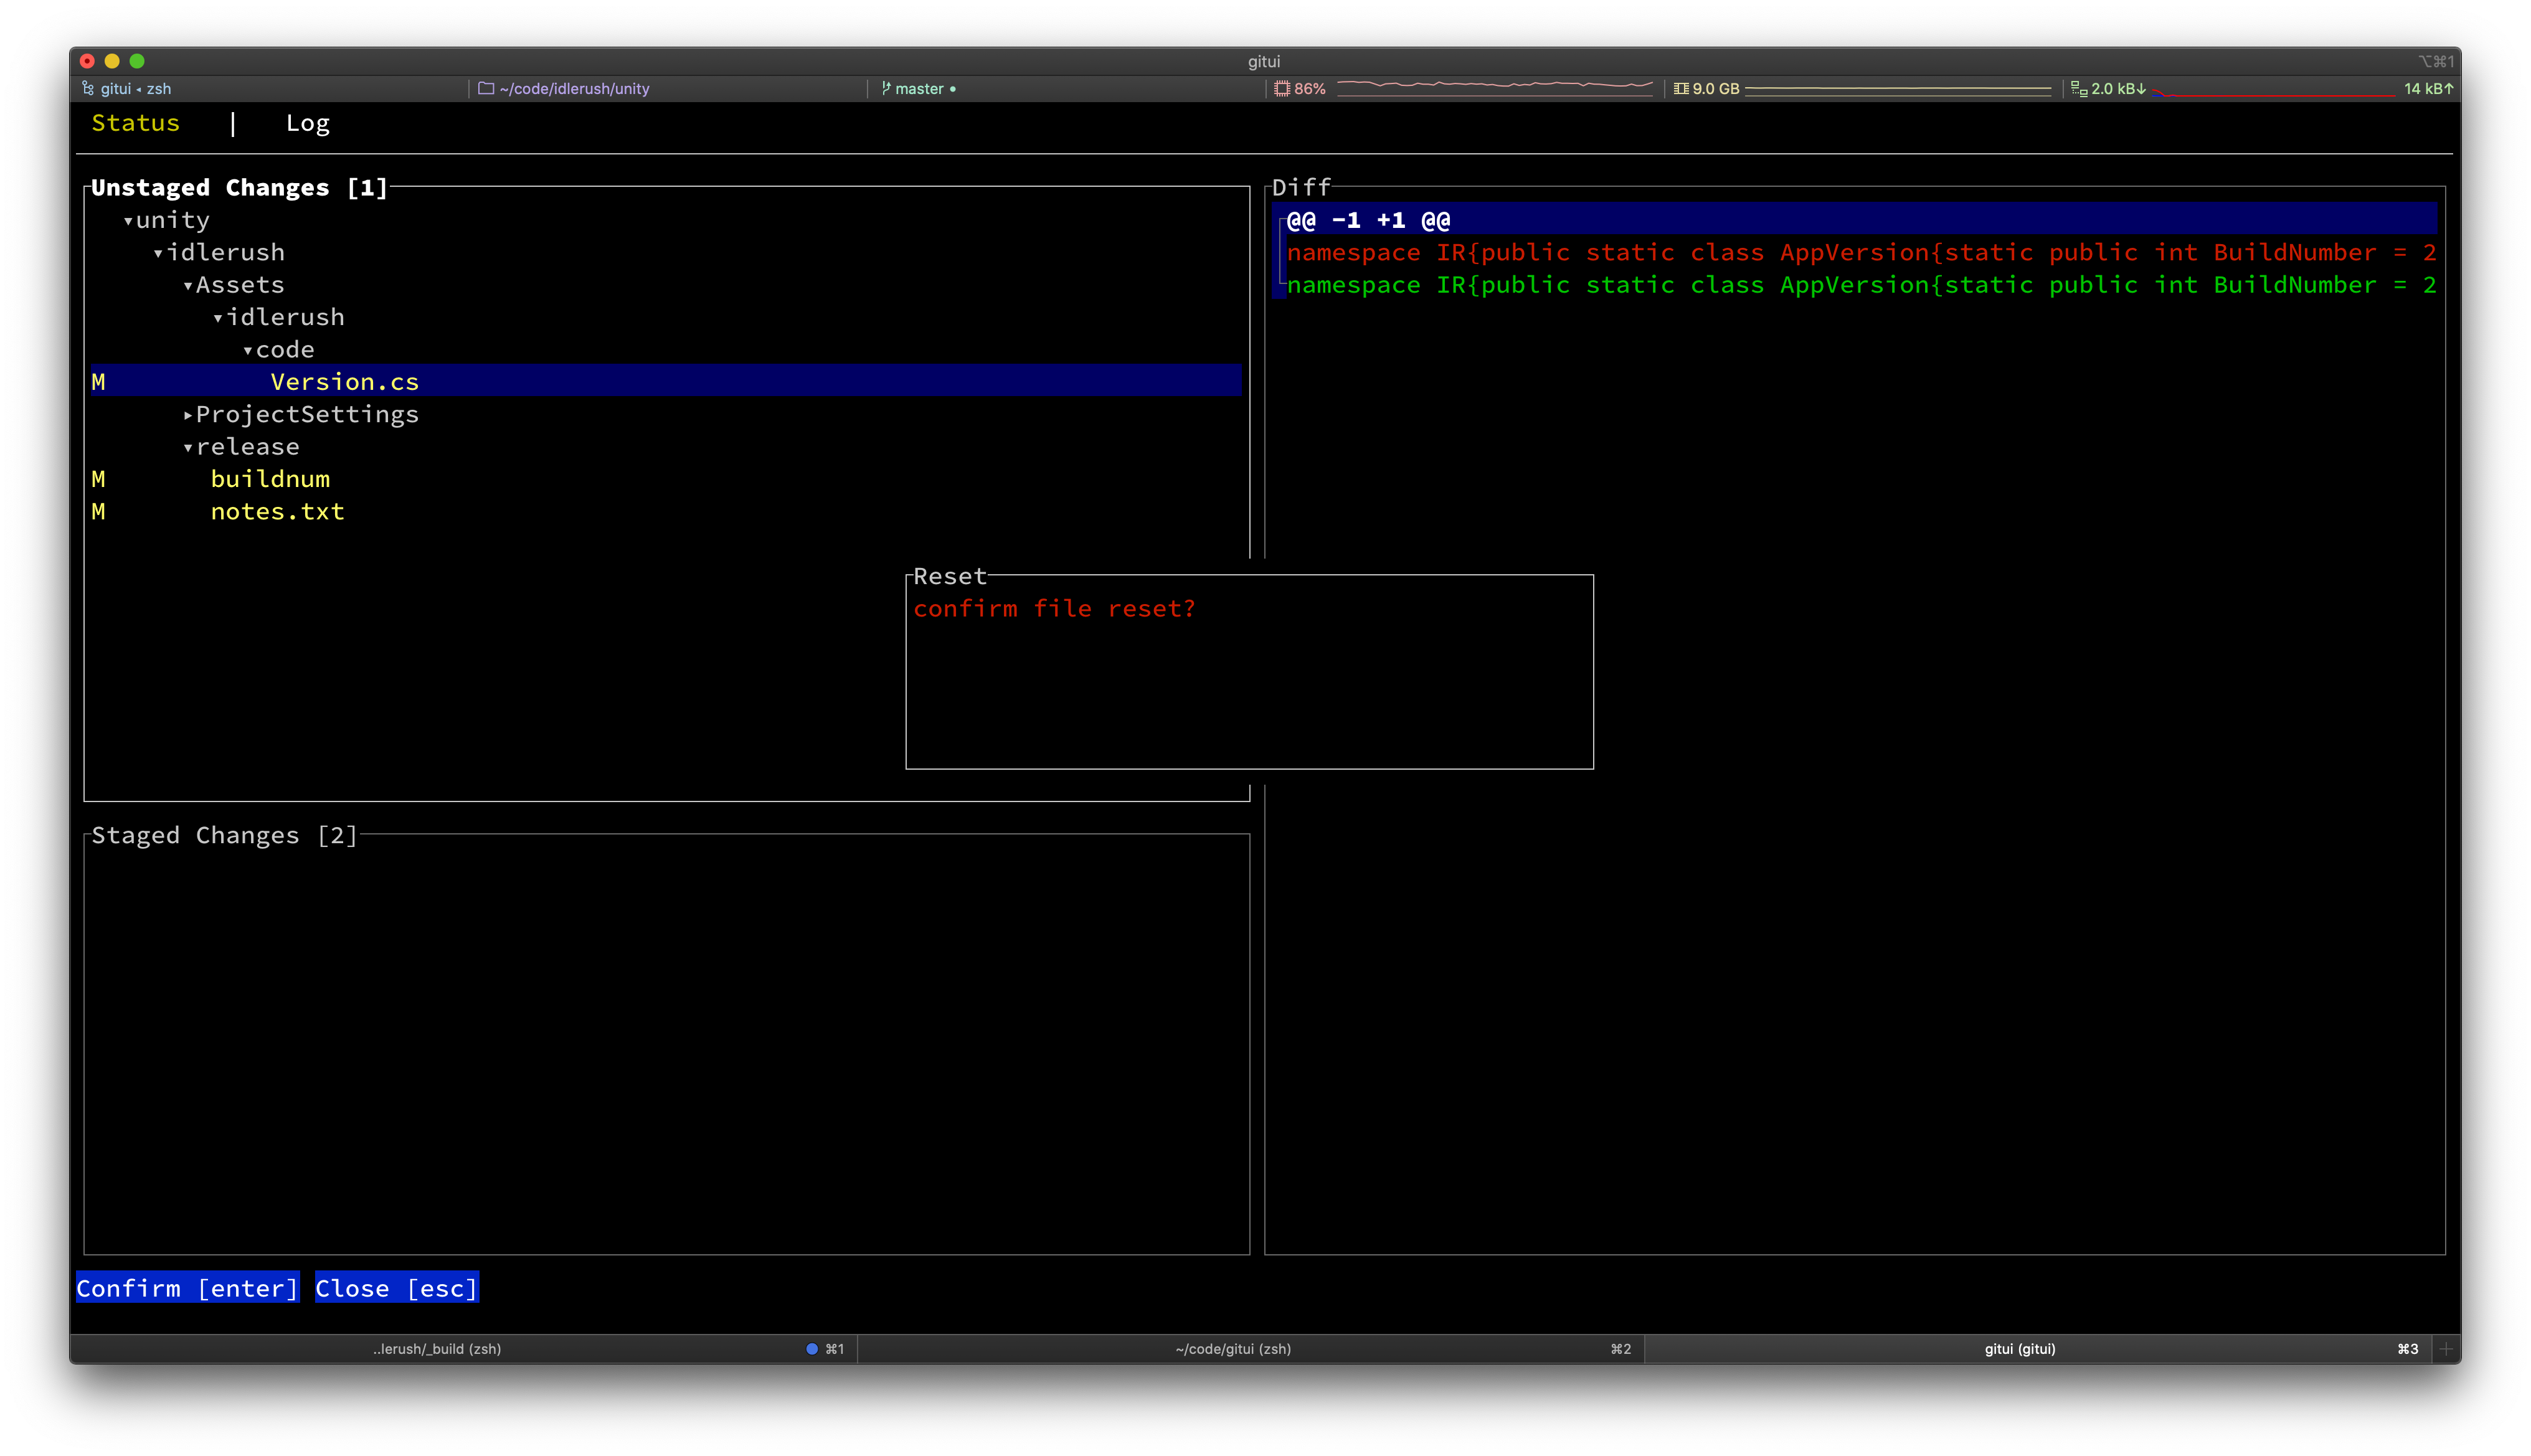 gitui
⌥⌘1
gitui ◂ zsh
~/code/idlerush/unity
master •
86%
9.0 GB
2.0 kB↓
14 kB↑
Status | Log
Unstaged Changes [1]
▾unity
▾idlerush
▾Assets
▾idlerush
▾code
M Version.cs
▸ProjectSettings
▾release
M buildnum
M notes.txt
Diff
@@ -1 +1 @@
namespace IR{public static class AppVersion{static public int BuildNumber = 2
namespace IR{public static class AppVersion{static public int BuildNumber = 2
Reset
confirm file reset?
Staged Changes [2]
Confirm [enter] Close [esc]
..lerush/_build (zsh)
⌘1
~/code/gitui (zsh)
⌘2
gitui (gitui)
⌘3